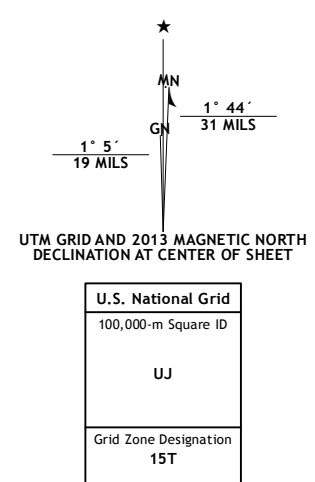 ★
MN
1° 44´
31 MILS
GN
1° 5´
19 MILS
UTM GRID AND 2013 MAGNETIC NORTH
DECLINATION AT CENTER OF SHEET
U.S. National Grid
100,000-m Square ID
UJ
Grid Zone Designation
15T